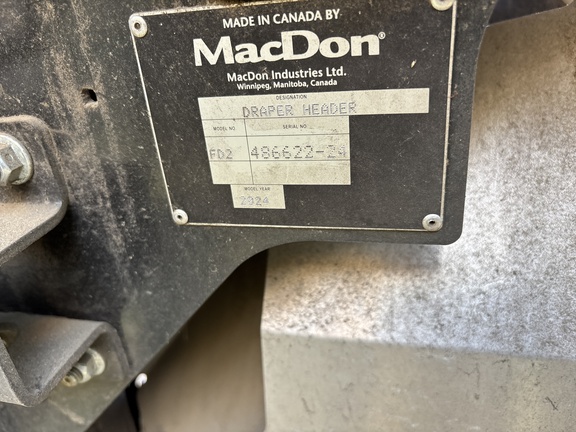 MADE IN CANADA BY
MacDon®
MacDon Industries Ltd.
Winnipeg, Manitoba, Canada
DESIGNATION
DRAPER HEADER
MODEL NO. SERIAL NO.
FD2 486622-24
MODEL YEAR
2024